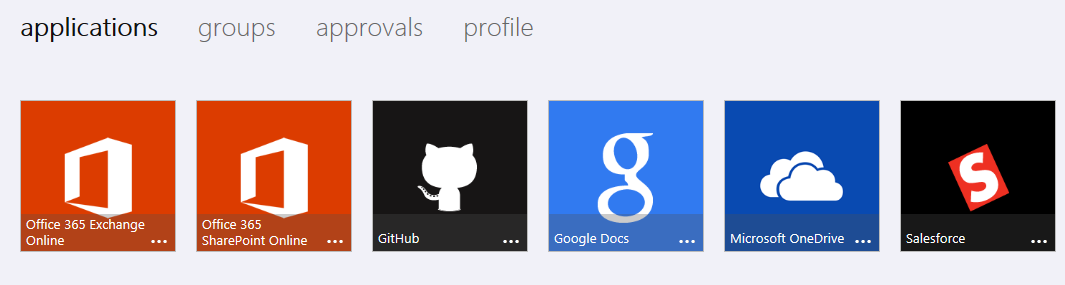 applications groups approvals profile
Office 365 Exchange
Online
Office 365
SharePoint Online
GitHub
Google Docs
Microsoft OneDrive
Salesforce